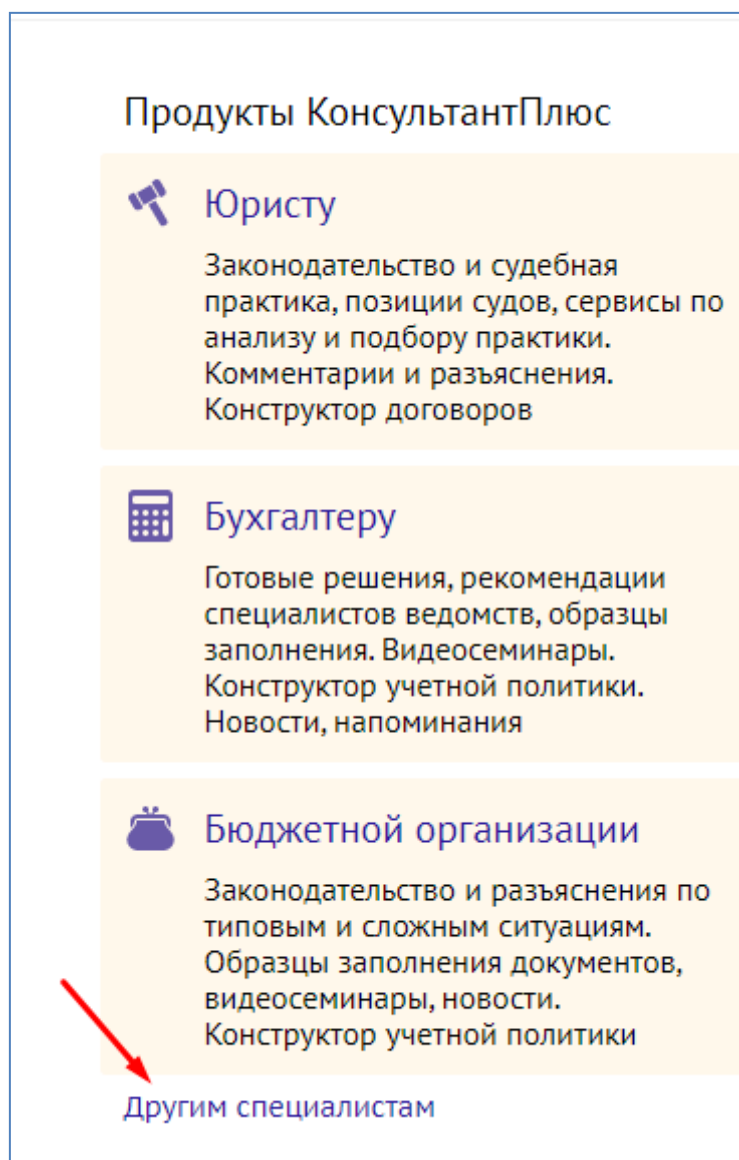 Продукты КонсультантПлюс
Юристу
Законодательство и судебная
практика, позиции судов, сервисы по
анализу и подбору практики.
Комментарии и разъяснения.
Конструктор договоров
Бухгалтеру
Готовые решения, рекомендации
специалистов ведомств, образцы
заполнения. Видеосеминары.
Конструктор учетной политики.
Новости, напоминания
Бюджетной организации
Законодательство и разъяснения по
типовым и сложным ситуациям.
Образцы заполнения документов,
видеосеминары, новости.
Конструктор учетной политики
Другим специалистам